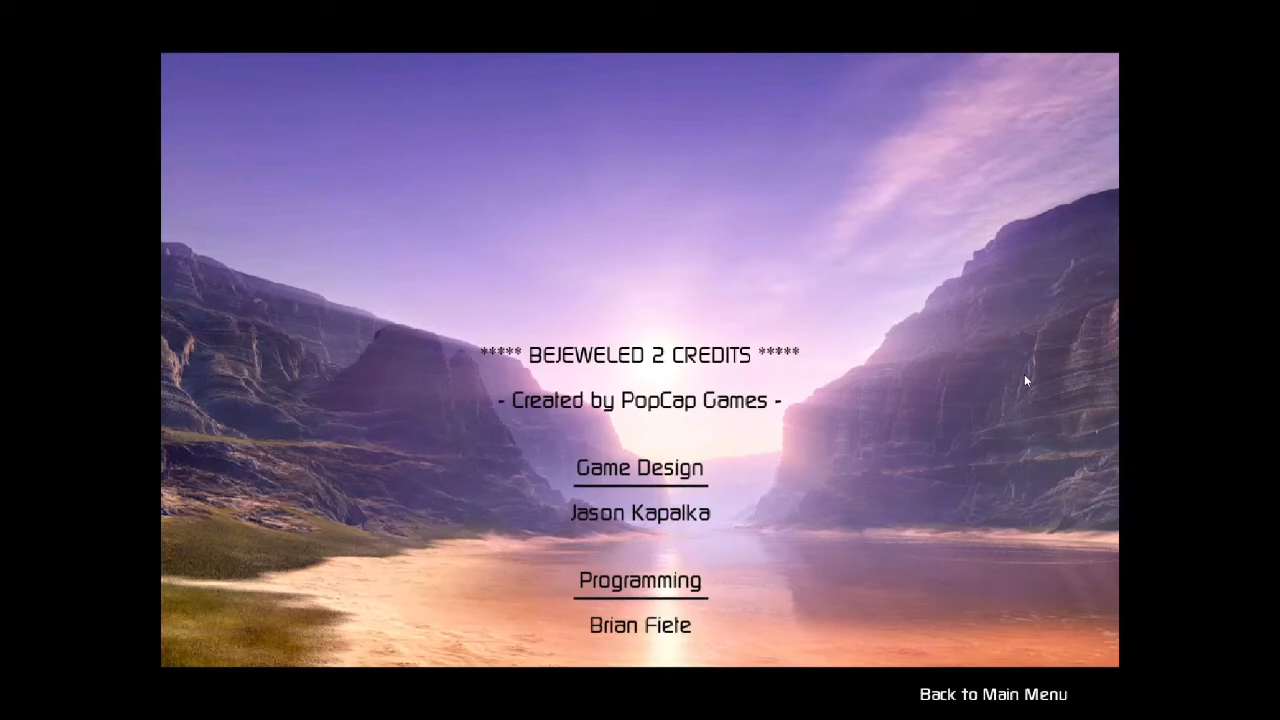 ***** BEJEWELED 2 CREDITS *****
- Created by PopCap Games -
Game Design
Jason Kapalka
Programming
Brian Fiete
Back to Main Menu